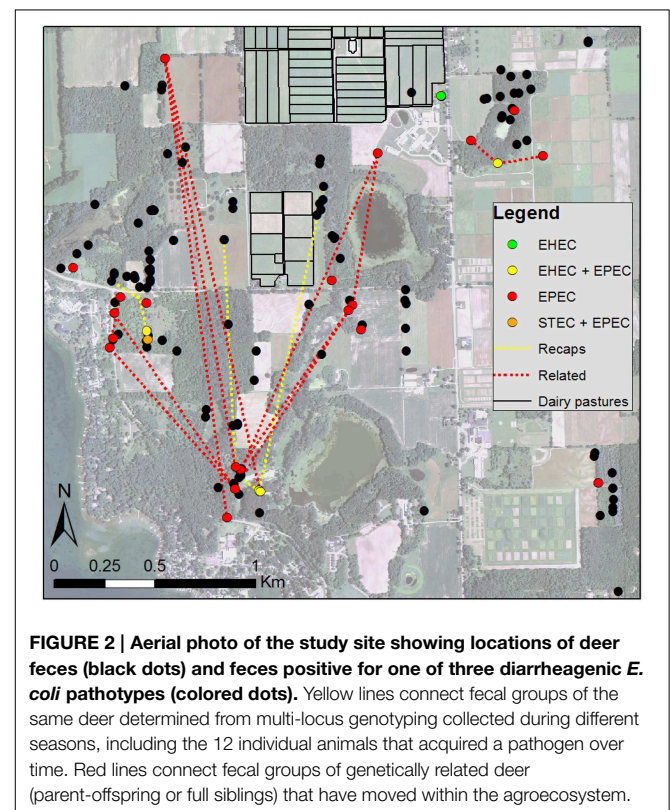 Legend
EHEC
EHEC + EPEC
EPEC
STEC + EPEC
Recaps
Related
Dairy pastures
N
0 0.25 0.5 1
Km
FIGURE 2 | Aerial photo of the study site showing locations of deer
feces (black dots) and feces positive for one of three diarrheagenic E.
coli pathotypes (colored dots). Yellow lines connect fecal groups of the
same deer determined from multi-locus genotyping collected during different
seasons, including the 12 individual animals that acquired a pathogen over
time. Red lines connect fecal groups of genetically related deer
(parent-offspring or full siblings) that have moved within the agroecosystem.